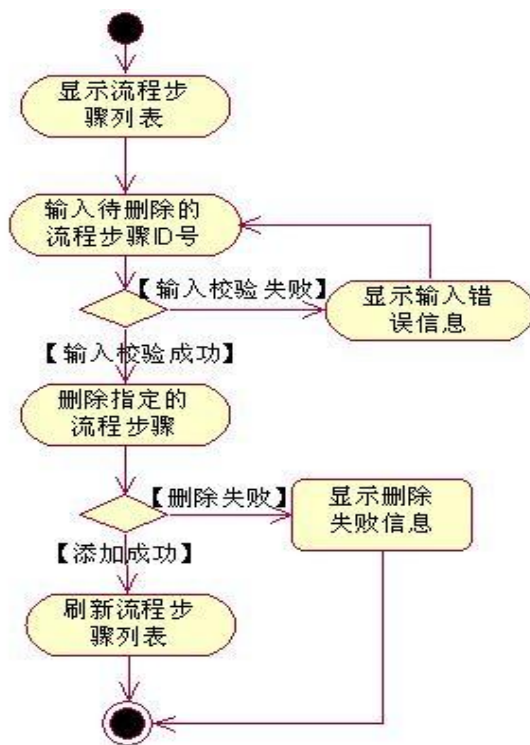 显示流程步
骤列表
输入待删除的
流程步骤ID号
【输入校验失败】
显示输入错
误信息
【输入校验成功】
删除指定的
流程步骤
【删除失败】
显示删除
失败信息
【添加成功】
刷新流程步
骤列表